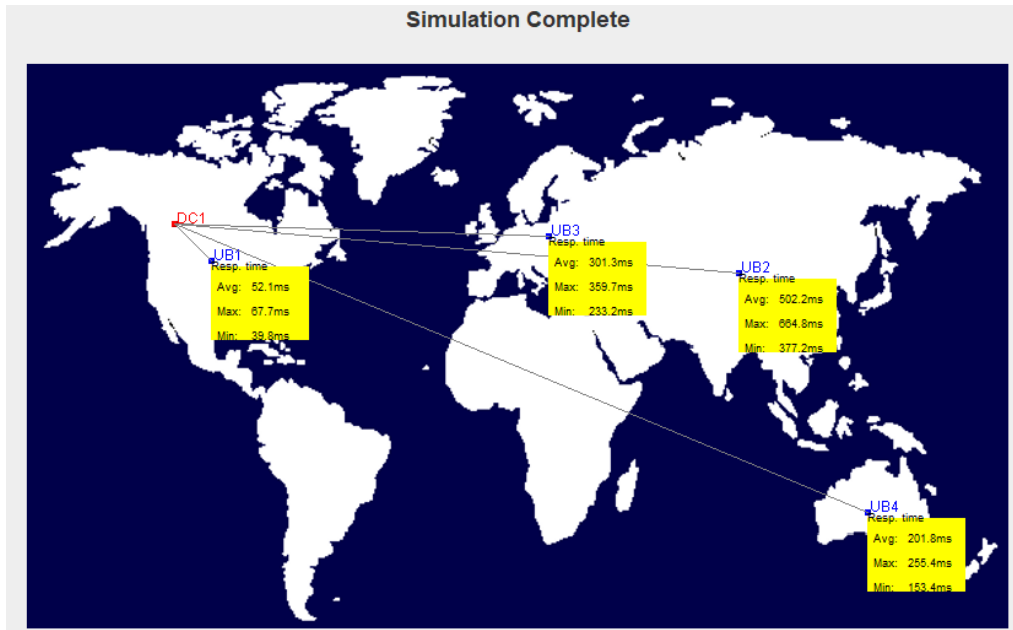 Simulation Complete
DC1
UB1
Resp. time
Avg: 52.1ms
Max: 67.7ms
Min: 39.8ms
UB3
Resp. time
Avg: 301.3ms
Max: 359.7ms
Min: 233.2ms
UB2
Resp. time
Avg: 502.2ms
Max: 664.8ms
Min: 377.2ms
UB4
Resp. time
Avg: 201.8ms
Max: 255.4ms
Min: 153.4ms